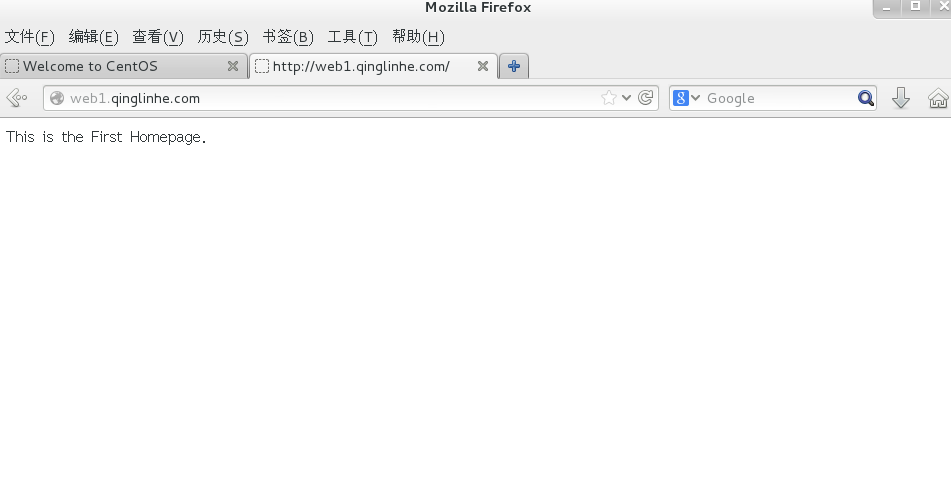 Mozilla Firefox
文件(F) 编辑(E) 查看(V) 历史(S) 书签(B) 工具(T) 帮助(H)
Welcome to CentOS http://web1.qinglinhe.com/
web1.qinglinhe.com 8 Google
This is the First Homepage.